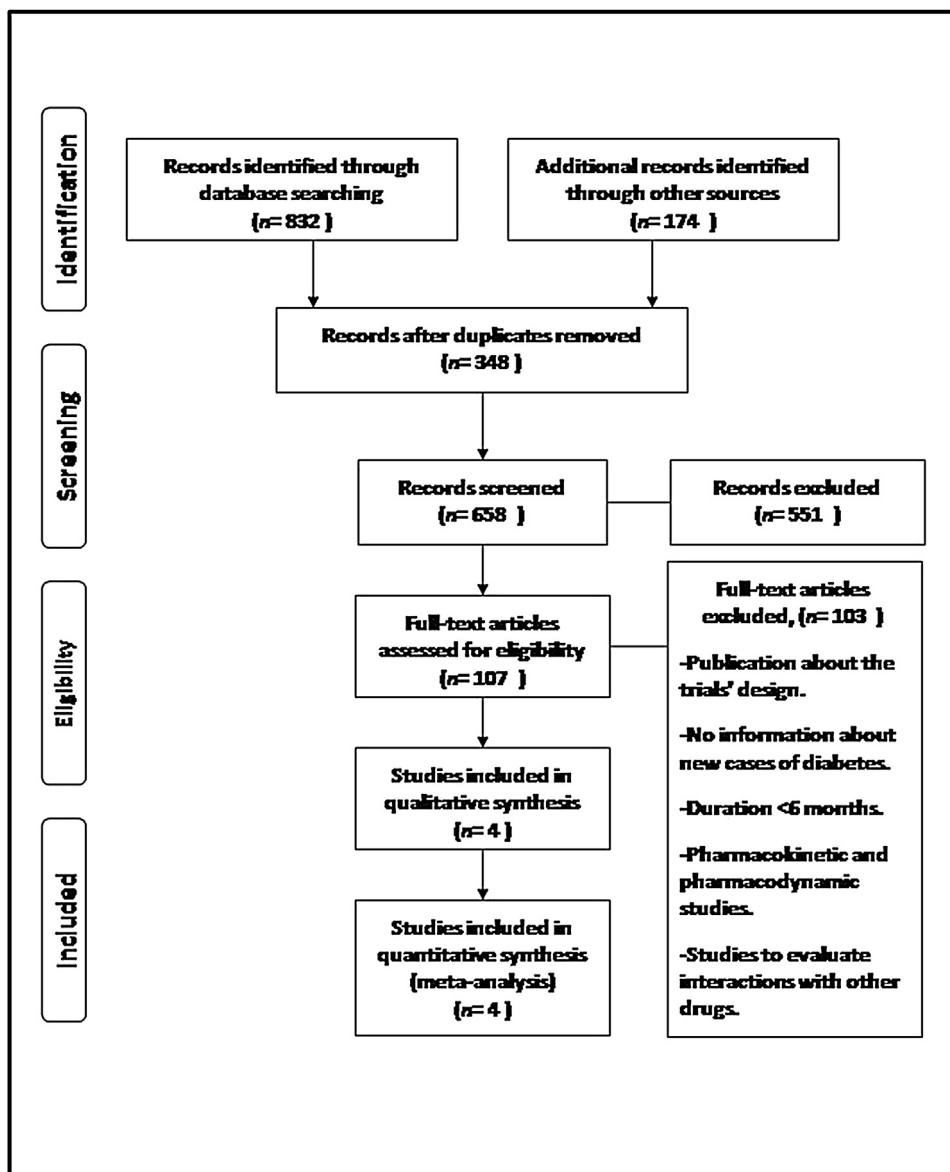 Identification
Records identified through
database searching
(n= 832 )
Additional records identified
through other sources
(n= 174 )
Records after duplicates removed
(n= 348 )
Screening
Records screened
(n= 658 )
Records excluded
(n= 551 )
Eligibility
Full-text articles
assessed for eligibility
(n= 107 )
Full-text articles
excluded, (n= 103 )
-Publication about the
trials' design.
-No information about
new cases of diabetes.
-Duration <6 months.
-Pharmacokinetic and
pharmacodynamic
studies.
-Studies to evaluate
interactions with other
drugs.
Studies included in
qualitative synthesis
(n= 4 )
Included
Studies included in
quantitative synthesis
(meta-analysis)
(n= 4 )